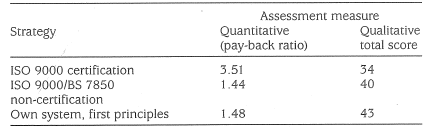 Assessment measure
Strategy Quantitative Qualitative
(pay-back ratio) total score
ISO 9000 certification 3.51 34
ISO 9000/BS 7850 1.44 40
non-certification
Own system, first principles 1.48 43